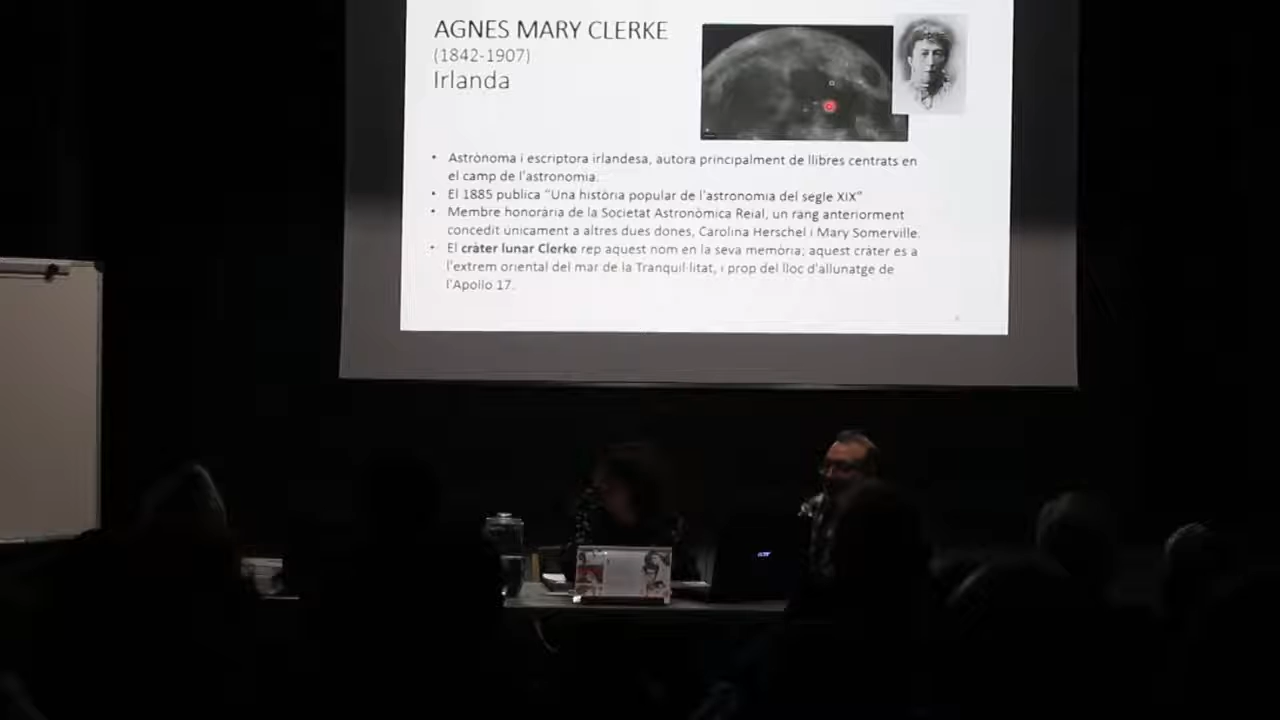 AGNES MARY CLERKE
(1842-1907)
Irlanda
• Astrònoma i escriptora irlandesa, autora principalment de llibres centrats en
el camp de l'astronomia.
• El 1885 publica “Una història popular de l'astronomia del segle XIX”
• Membre honorària de la Societat Astronòmica Reial, un rang anteriorment
concedit únicament a altres dues dones, Carolina Herschel i Mary Somerville.
• El cràter lunar Clerke rep aquest nom en la seva memòria; aquest cràter es a
l'extrem oriental del mar de la Tranquil·litat, i prop del lloc d'allunatge de
l'Apollo 17.
acer